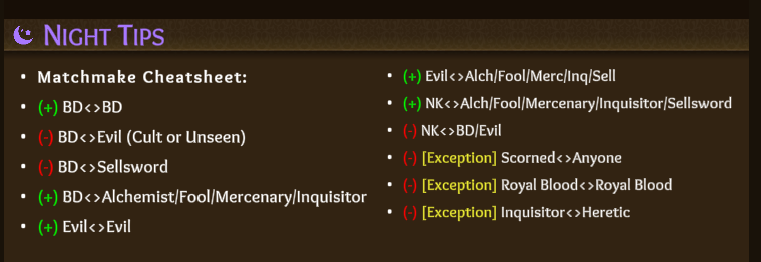 Night Tips
• Matchmake Cheatsheet:
• (+) BD<>BD
• (-) BD<>Evil (Cult or Unseen)
• (-) BD<>Sellsword
• (+) BD<>Alchemist/Fool/Mercenary/Inquisitor
• (+) Evil<>Evil
• (+) Evil<>Alch/Fool/Merc/Inq/Sell
• (+) NK<>Alch/Fool/Mercenary/Inquisitor/Sellsword
• (-) NK<>BD/Evil
• (-) [Exception] Scorned<>Anyone
• (-) [Exception] Royal Blood<>Royal Blood
• (-) [Exception] Inquisitor<>Heretic